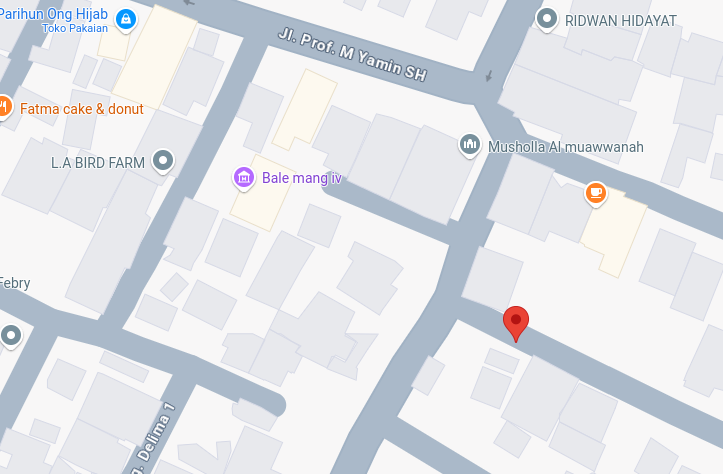 Parihun Ong Hijab
Toko Pakaian
RIDWAN HIDAYAT
Jl. Prof. M Yamin SH
Fatma cake & donut
Musholla Al muawwanah
L.A BIRD FARM
Bale mang iv
Febry
Delima 1